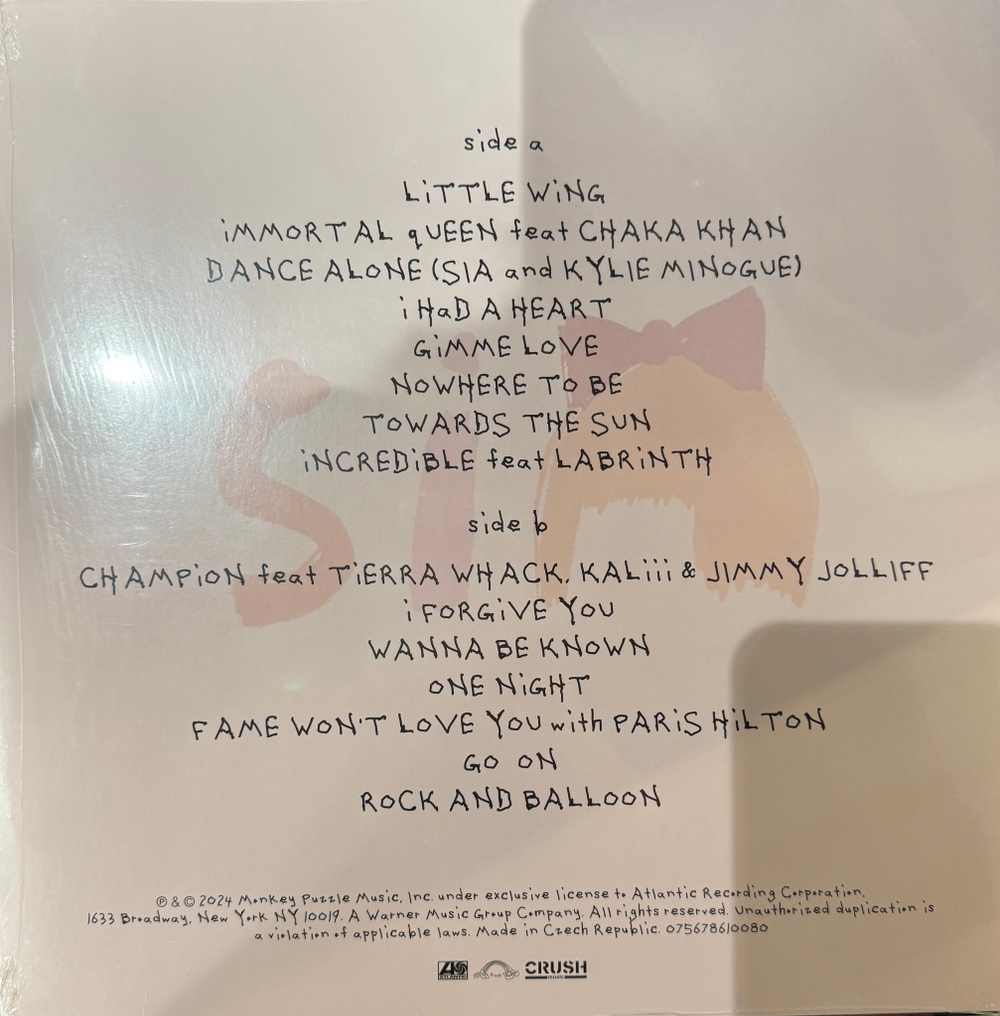 side a
LiTTLE WiNG
iMMORTAL qUEEN feat CHAKA KHAN
DANCE ALONE (SIA and KYLIE MINOGUE)
i HaD A HEART
GiMME LOVE
NOWHERE TO BE
TOWARDS THE SUN
iNCREDiBLE feat LABRiNTH
SiA
side b
CHAMPiON feat TiERRA WHACK, KALiii & JIMMY JOLLIFF
i FORGiVE YOU
WANNA BE KNOWN
ONE NiGHT
FAME WON'T LOVE YOU with PARiS HiLTON
GO ON
ROCK AND BALLOON
℗ & © 2024 Monkey Puzzle Music, Inc. under exclusive license to Atlantic Recording Corporation,
1633 Broadway, New York NY 10019. A Warner Music Group Company. All rights reserved. Unauthorized duplication is
a violation of applicable laws. Made in Czech Republic. 075678610080
CRUSH